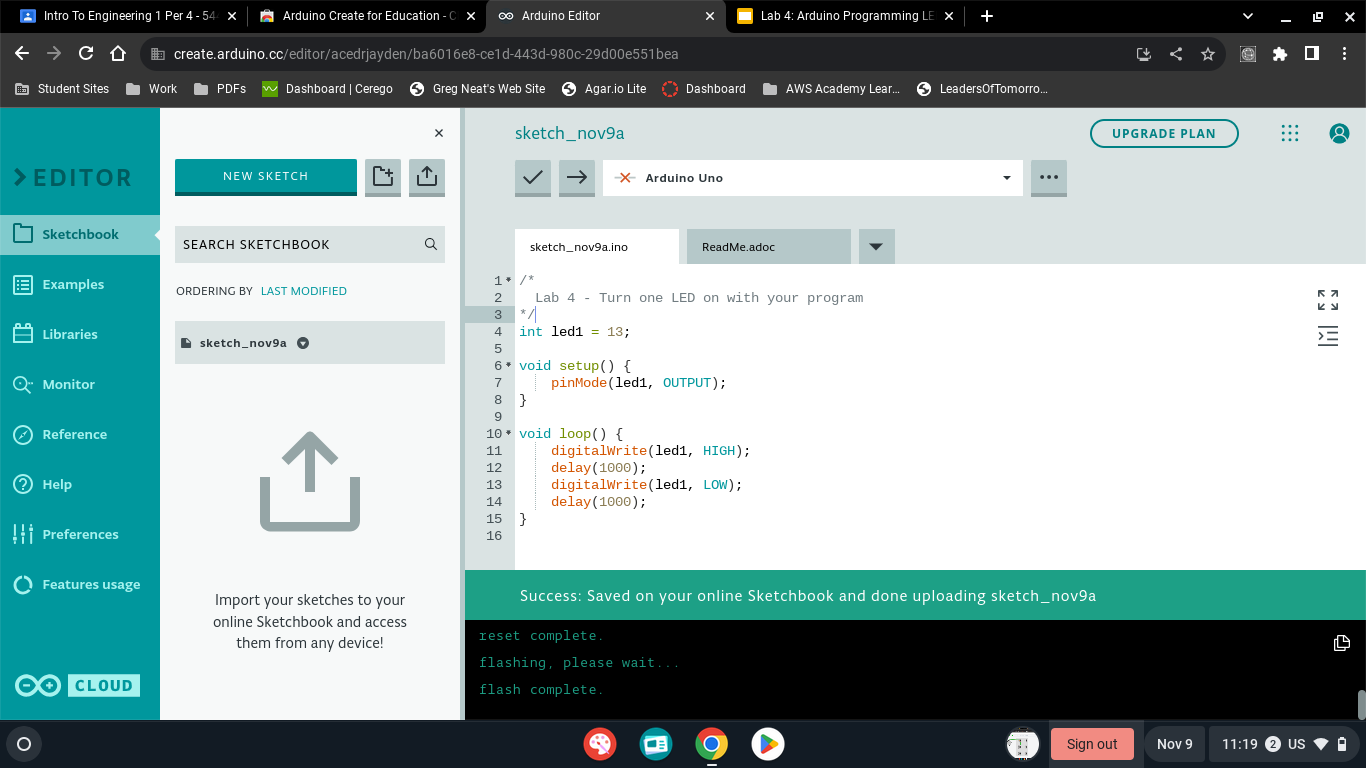 Intro To Engineering 1 Per 4 - 54
Arduino Create for Education - C
Arduino Editor
Lab 4: Arduino Programming LE
create.arduino.cc/editor/acedrjayden/ba6016e8-ce1d-443d-980c-29d00e551bea
Student Sites
Work
PDFs
Dashboard | Cerego
Greg Neat's Web Site
Agar.io Lite
Dashboard
AWS Academy Lear...
LeadersOfTomorro...
EDITOR
Sketchbook
Examples
Libraries
Monitor
Reference
Help
Preferences
Features usage
CLOUD
NEW SKETCH
SEARCH SKETCHBOOK
ORDERING BY LAST MODIFIED
sketch_nov9a
Import your sketches to your
online Sketchbook and access
them from any device!
sketch_nov9a
UPGRADE PLAN
Arduino Uno
sketch_nov9a.ino
ReadMe.adoc
1 /*
2 Lab 4 - Turn one LED on with your program
3 */
4 int led1 = 13;
5
6 void setup() {
7 pinMode(led1, OUTPUT);
8 }
9
10 void loop() {
11 digitalWrite(led1, HIGH);
12 delay(1000);
13 digitalWrite(led1, LOW);
14 delay(1000);
15 }
16
Success: Saved on your online Sketchbook and done uploading sketch_nov9a
reset complete.
flashing, please wait...
flash complete.
Sign out
Nov 9
11:19 2 US